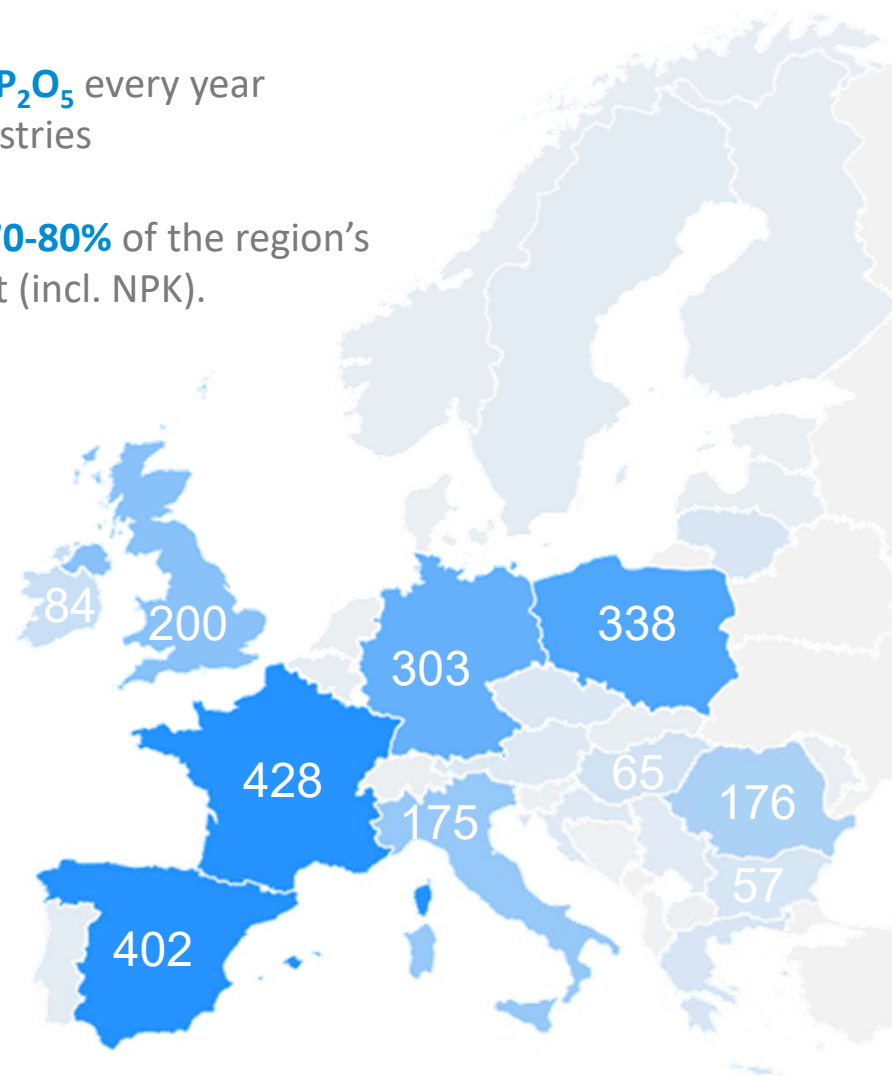 P₂O₅ every year
stries
70-80% of the region's
t (incl. NPK).
84
200
338
303
428
65
175
176
57
402